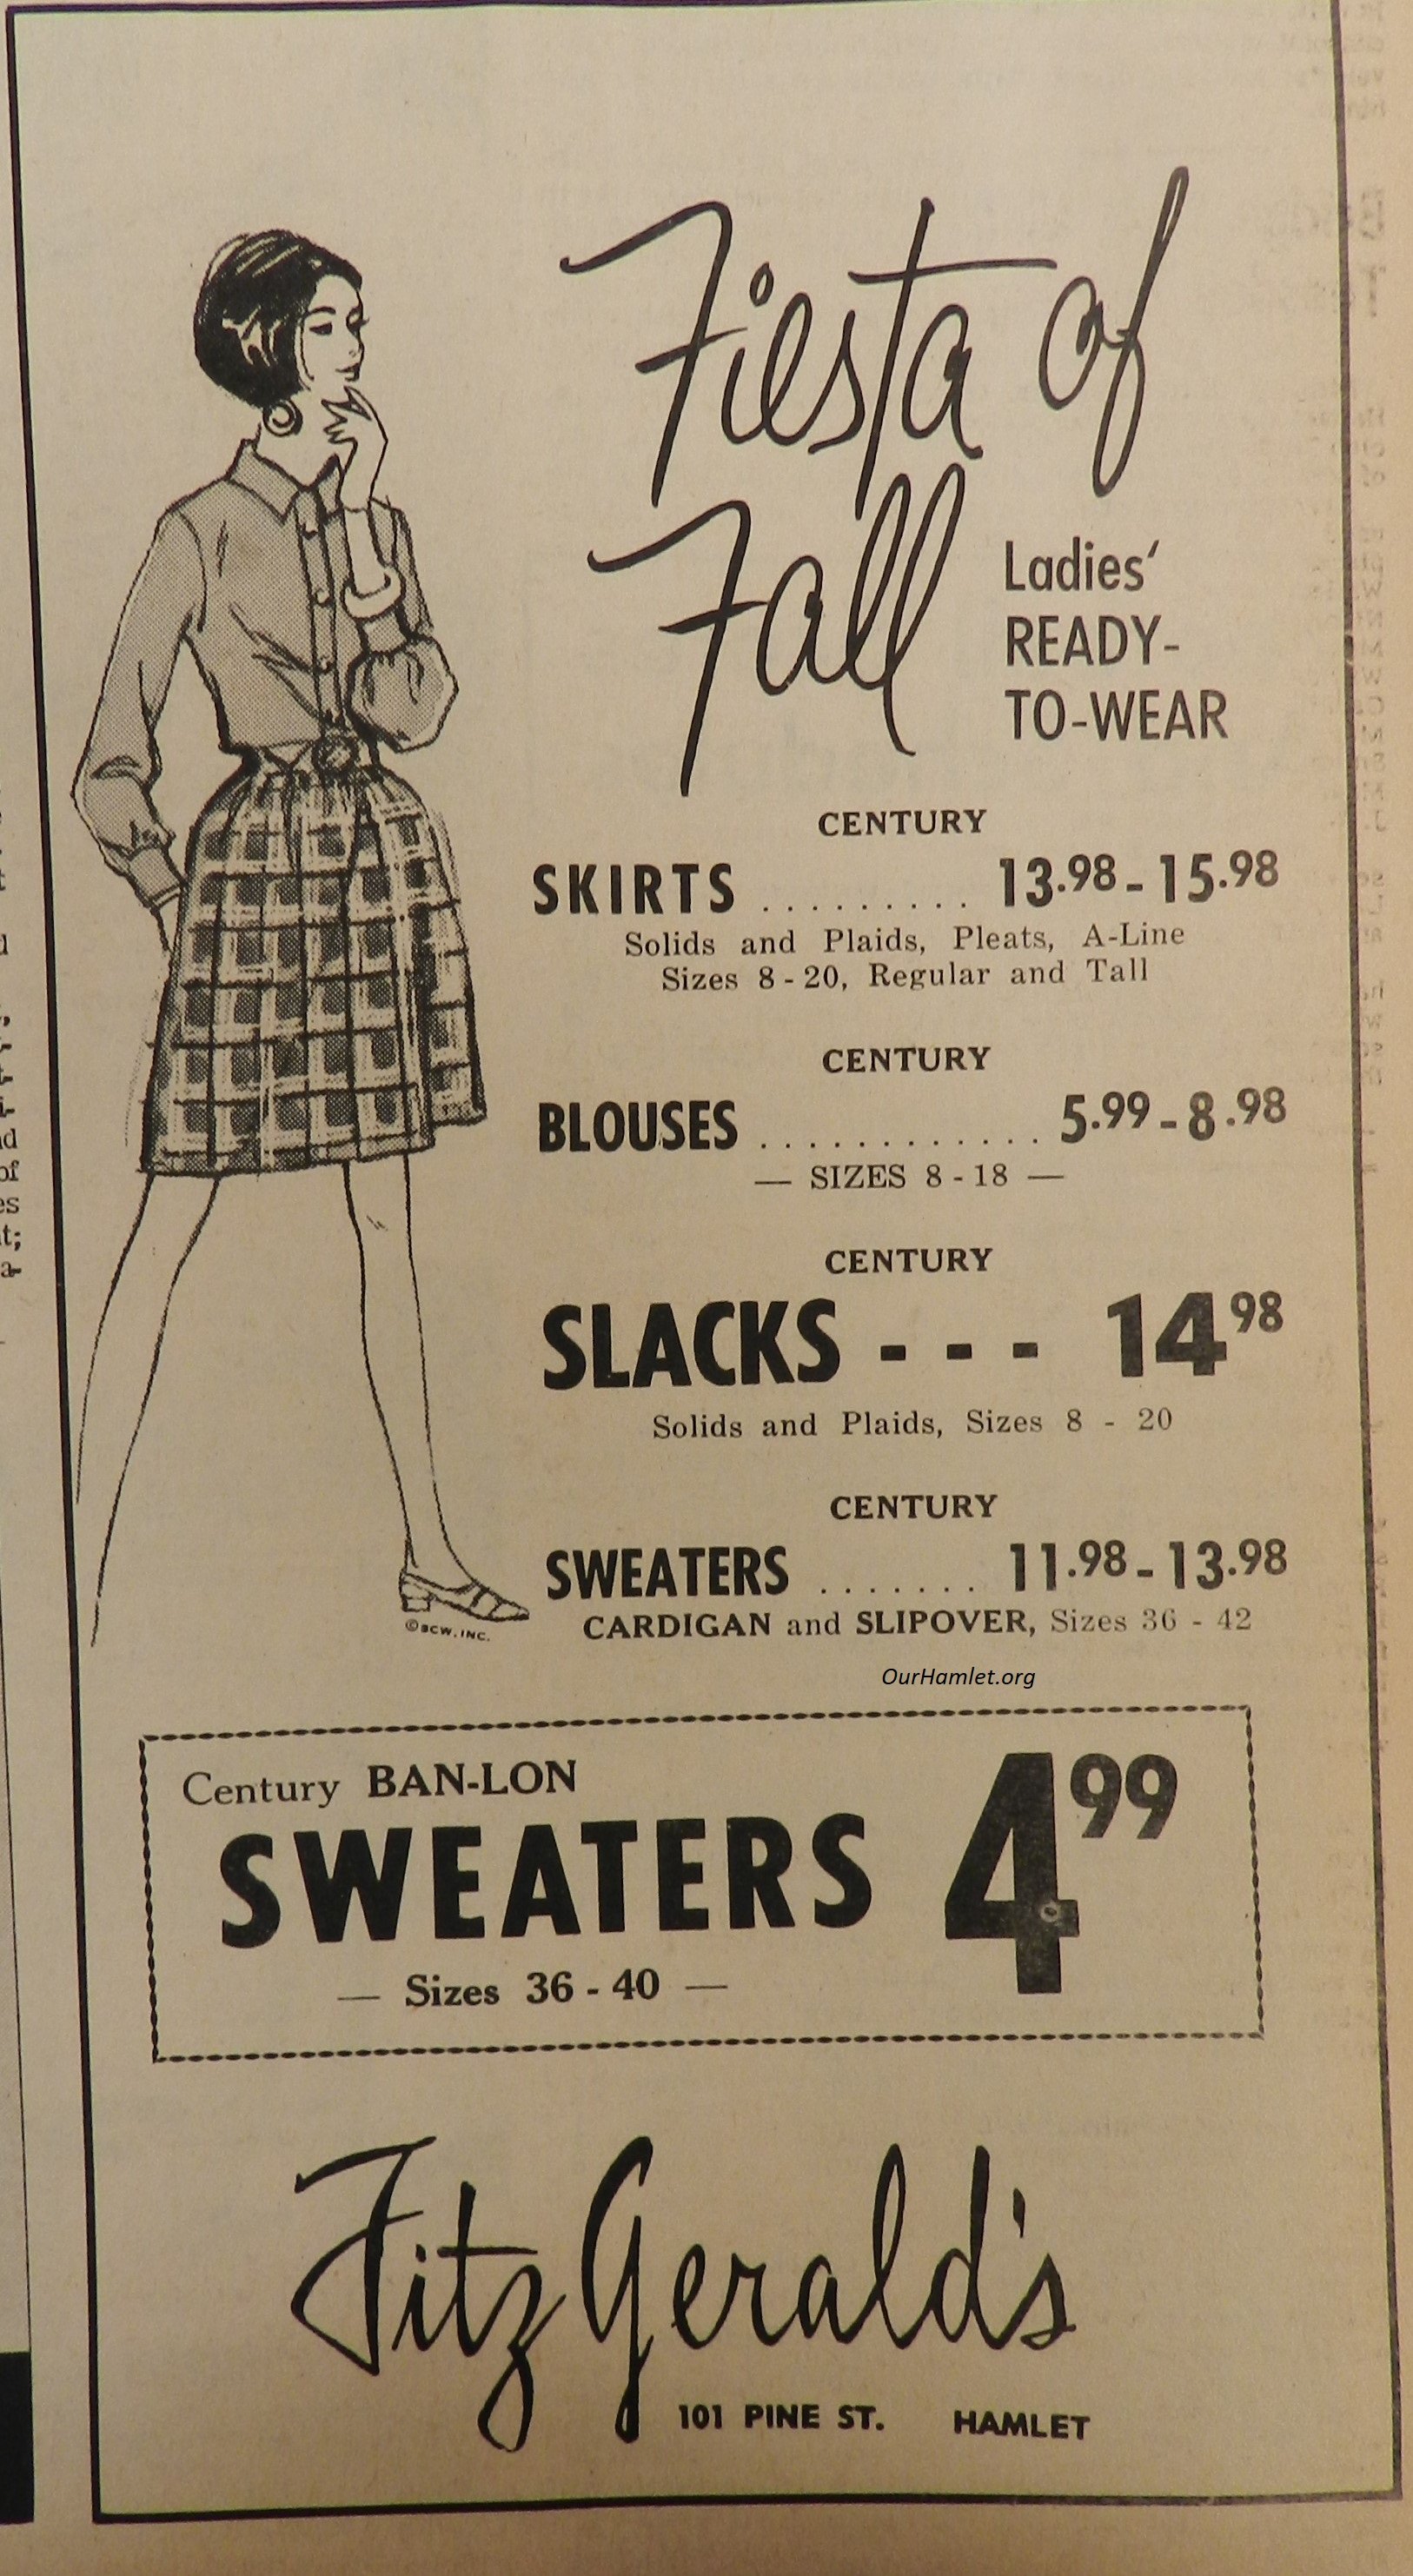 Fiesta of
Fall
Ladies'
READY-
TO-WEAR
CENTURY
SKIRTS ......... 13.98 - 15.98
Solids and Plaids, Pleats, A-Line
Sizes 8 - 20, Regular and Tall
CENTURY
BLOUSES ............ 5.99 - 8.98
— SIZES 8 - 18 —
CENTURY
SLACKS - - - 14 98
Solids and Plaids, Sizes 8 - 20
CENTURY
SWEATERS ....... 11.98 - 13.98
CARDIGAN and SLIPOVER, Sizes 36 - 42
©BCW, INC.
OurHamlet.org
Century BAN-LON
SWEATERS 4 99
— Sizes 36 - 40 —
FitzGerald's
101 PINE ST. HAMLET